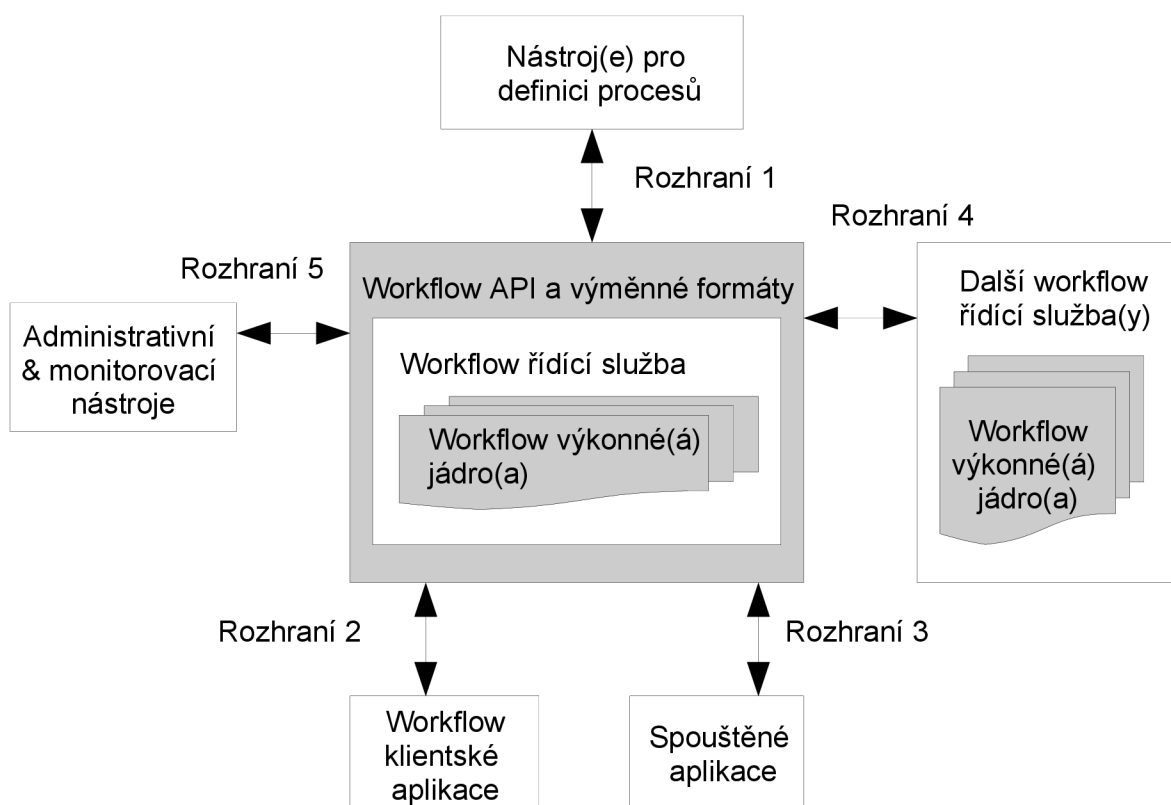 Nástroj(e) pro
definici procesů
Rozhraní 1
Rozhraní 4
Rozhraní 5
Workflow API a výměnné formáty
Další workflow
řídící služba(y)
Administrativní
& monitorovací
nástroje
Workflow řídící služba
Workflow výkonné(á)
jádro(a)
Workflow
výkonné(á)
jádro(a)
Rozhraní 2
Rozhraní 3
Workflow
klientské
aplikace
Spouštěné
aplikace